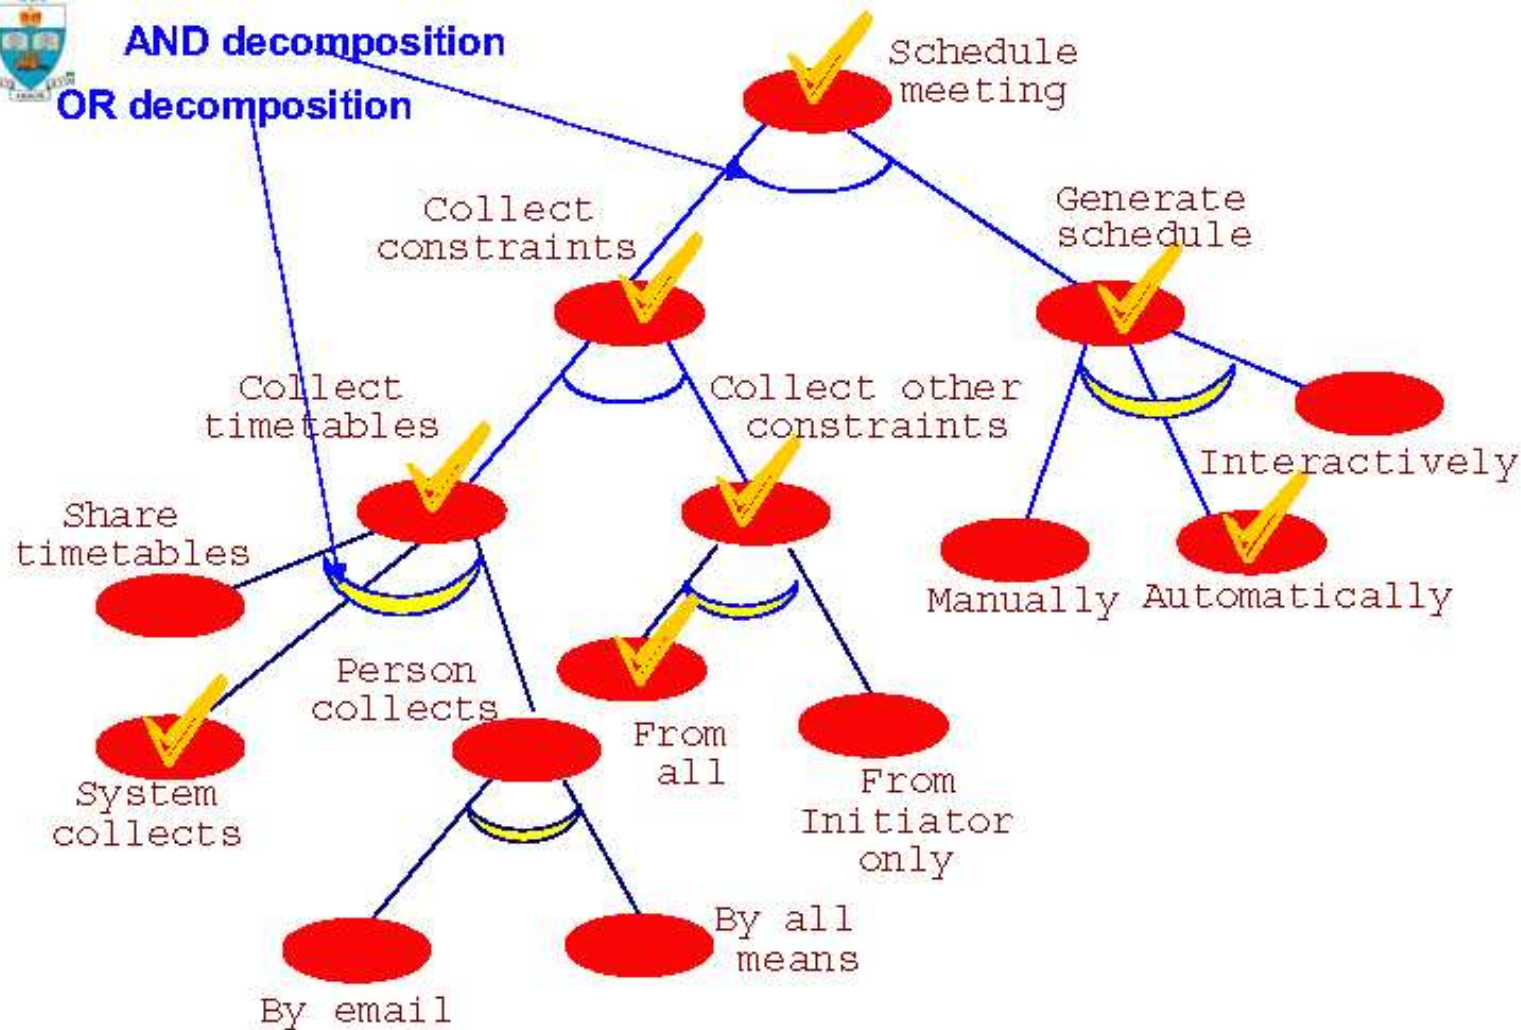 AND decomposition
OR decomposition
Schedule
meeting
Collect
constraints
Generate
schedule
Collect
timetables
Collect other
constraints
Interactively
Share
timetables
Manually
Automatically
Person
collects
From
all
System
collects
From
Initiator
only
By all
means
By email